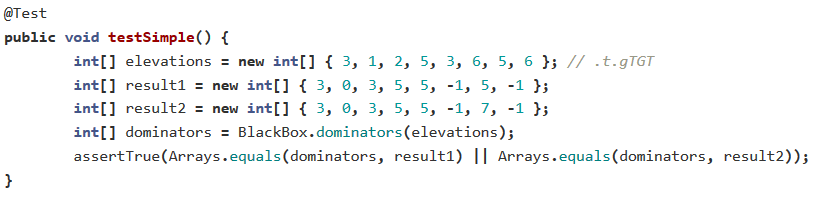 @Test
public void testSimple() {
int[] elevations = new int[] { 3, 1, 2, 5, 3, 6, 5, 6 }; // .t.gTGT
int[] result1 = new int[] { 3, 0, 3, 5, 5, -1, 5, -1 };
int[] result2 = new int[] { 3, 0, 3, 5, 5, -1, 7, -1 };
int[] dominators = BlackBox.dominators(elevations);
assertTrue(Arrays.equals(dominators, result1) || Arrays.equals(dominators, result2));
}